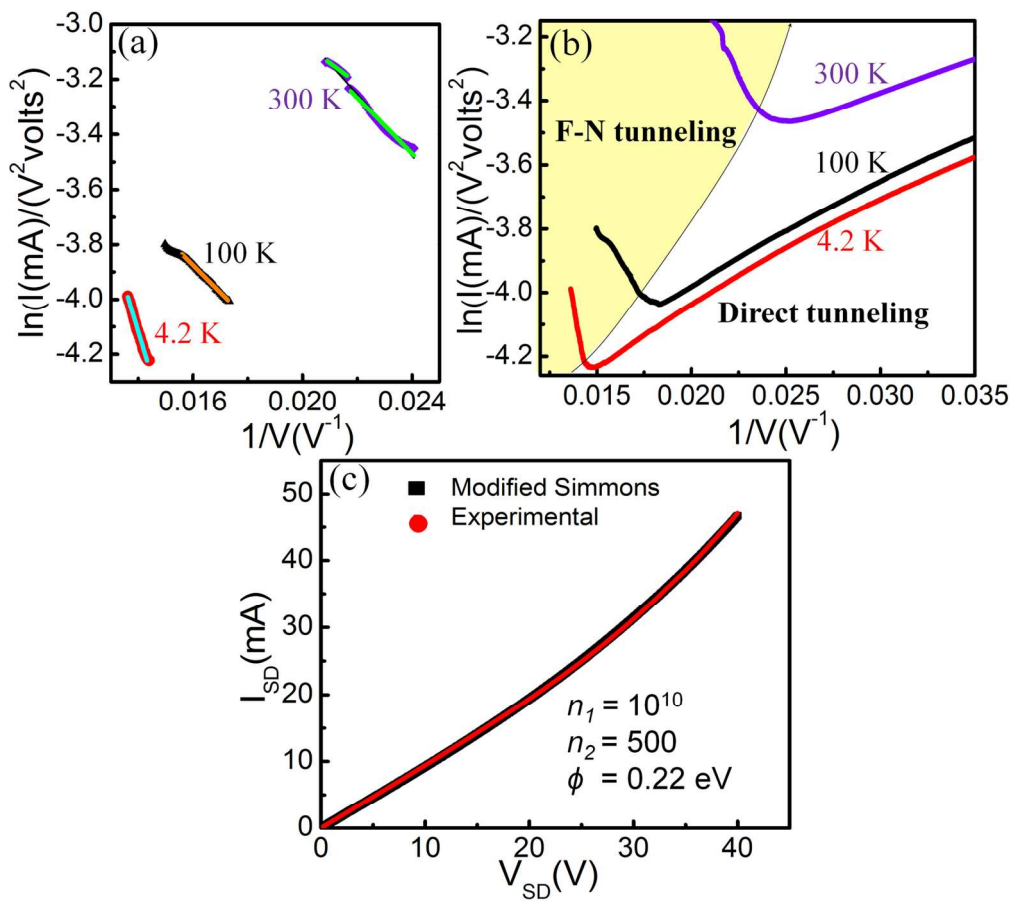 (a)
ln(I(mA)/(V²volts²)
-3.0
-3.2
-3.4
-3.6
-3.8
-4.0
-4.2
300 K
100 K
4.2 K
0.016 0.020 0.024
1/V(V⁻¹)
(b)
ln(I(mA)/(V²volts²)
-3.2
-3.4
-3.6
-3.8
-4.0
-4.2
300 K
F-N tunneling
100 K
4.2 K
Direct tunneling
0.015 0.020 0.025 0.030 0.035
1/V(V⁻¹)
(c)
I_SD(mA)
50
40
30
20
10
0
Modified Simmons
Experimental
n₁ = 10¹⁰
n₂ = 500
ϕ = 0.22 eV
0 10 20 30 40
V_SD(V)